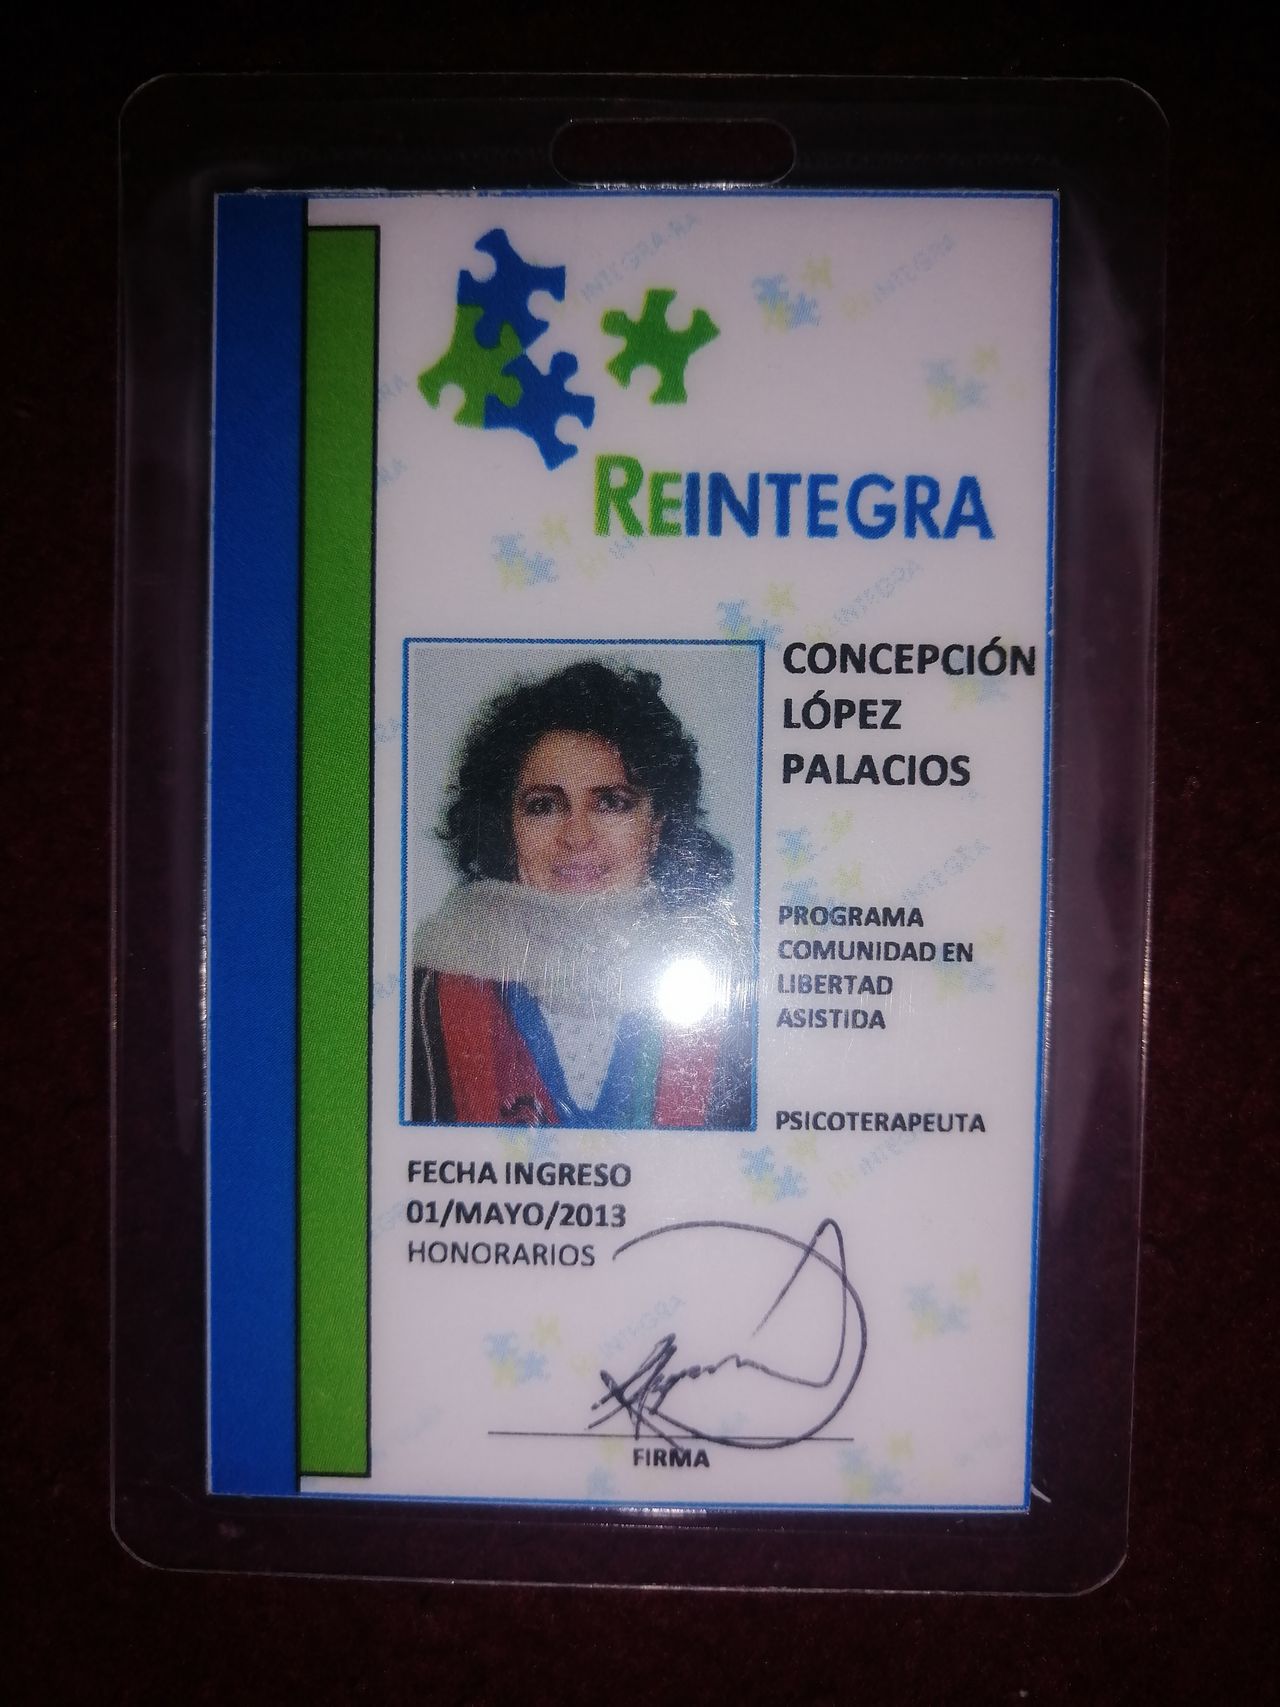 REINTEGRA
CONCEPCIÓN
LÓPEZ
PALACIOS
PROGRAMA
COMUNIDAD EN
LIBERTAD
ASISTIDA
PSICOTERAPEUTA
FECHA INGRESO
01/MAYO/2013
HONORARIOS
FIRMA